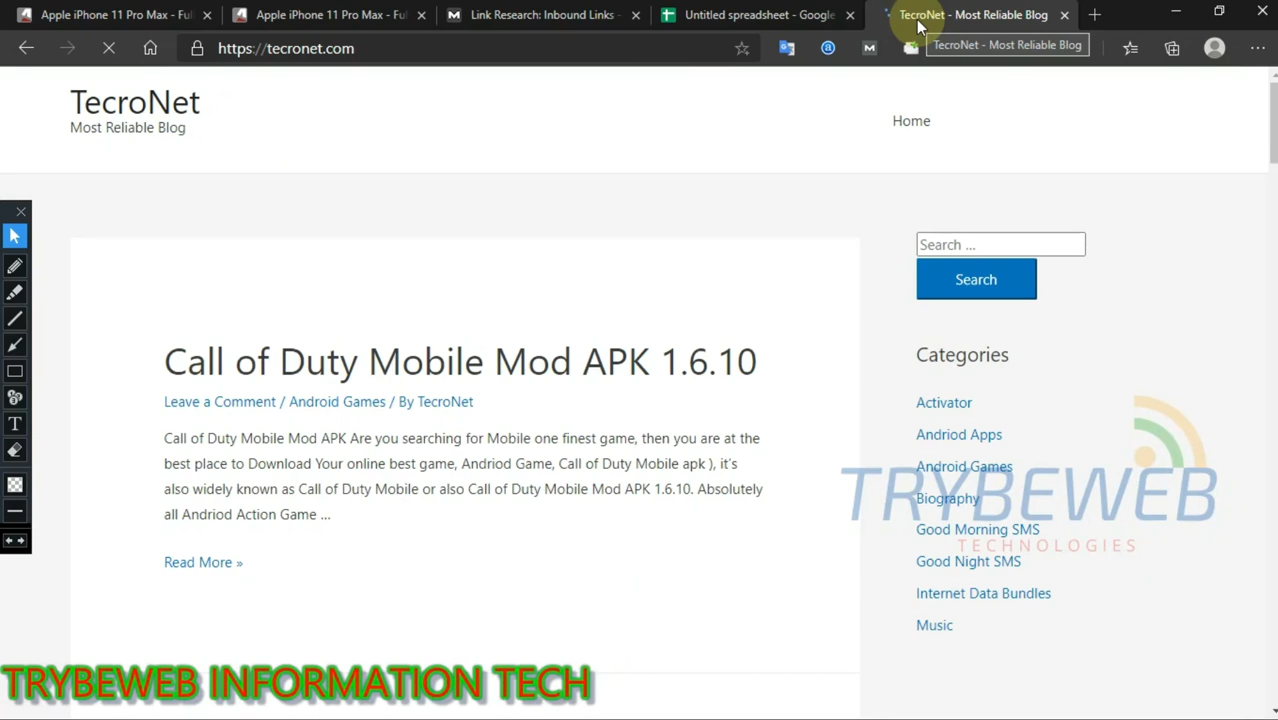 Apple iPhone 11 Pro Max - Ful
Apple iPhone 11 Pro Max - Ful
Link Research: Inbound Links -
Untitled spreadsheet - Google
TecroNet - Most Reliable Blog
https://tecronet.com
TecroNet - Most Reliable Blog
TecroNet
Most Reliable Blog
Home
Search ...
Search
Call of Duty Mobile Mod APK 1.6.10
Leave a Comment / Android Games / By TecroNet
Call of Duty Mobile Mod APK Are you searching for Mobile one finest game, then you are at the
best place to Download Your online best game, Andriod Game, Call of Duty Mobile apk ), it's
also widely known as Call of Duty Mobile or also Call of Duty Mobile Mod APK 1.6.10. Absolutely
all Andriod Action Game ...
Read More »
Categories
Activator
Andriod Apps
Android Games
Biography
Good Morning SMS
Good Night SMS
Internet Data Bundles
Music
TRYBEWEB
TECHNOLOGIES
TRYBEWEB INFORMATION TECH